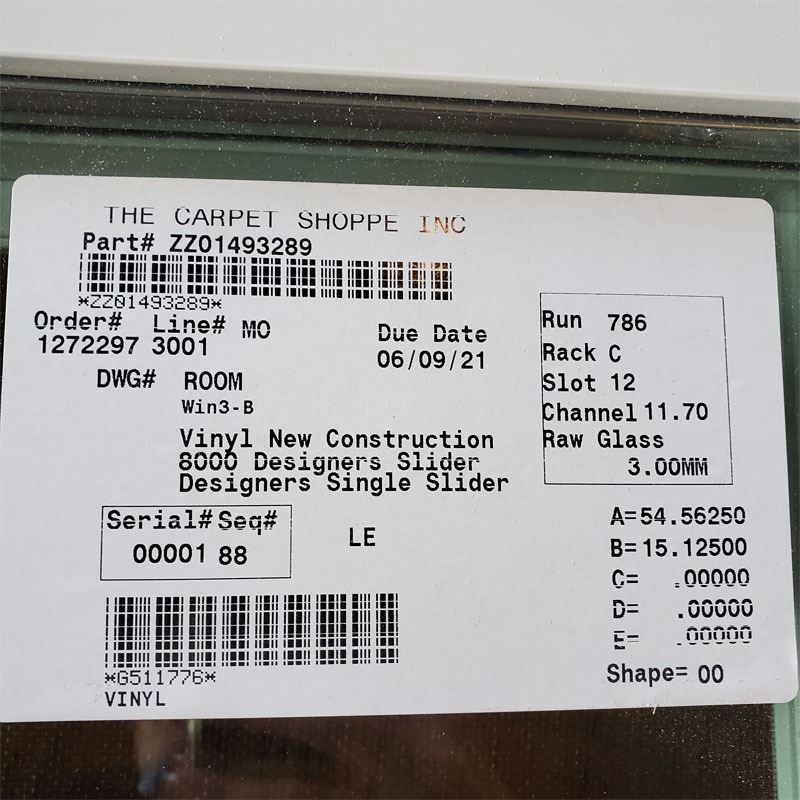 THE CARPET SHOPPE INC
Part# ZZ01493289
*ZZ01493289*
Order# Line# MO
1272297 3001
Due Date
06/09/21
DWG# ROOM
Win3-B
Vinyl New Construction
8000 Designers Slider
Designers Single Slider
Run 786
Rack C
Slot 12
Channel 11.70
Raw Glass
3.00MM
Serial# Seq#
00001 88
LE
A=54.56250
B=15.12500
C= .00000
D= .00000
E= .00000
Shape= 00
*G511776*
VINYL